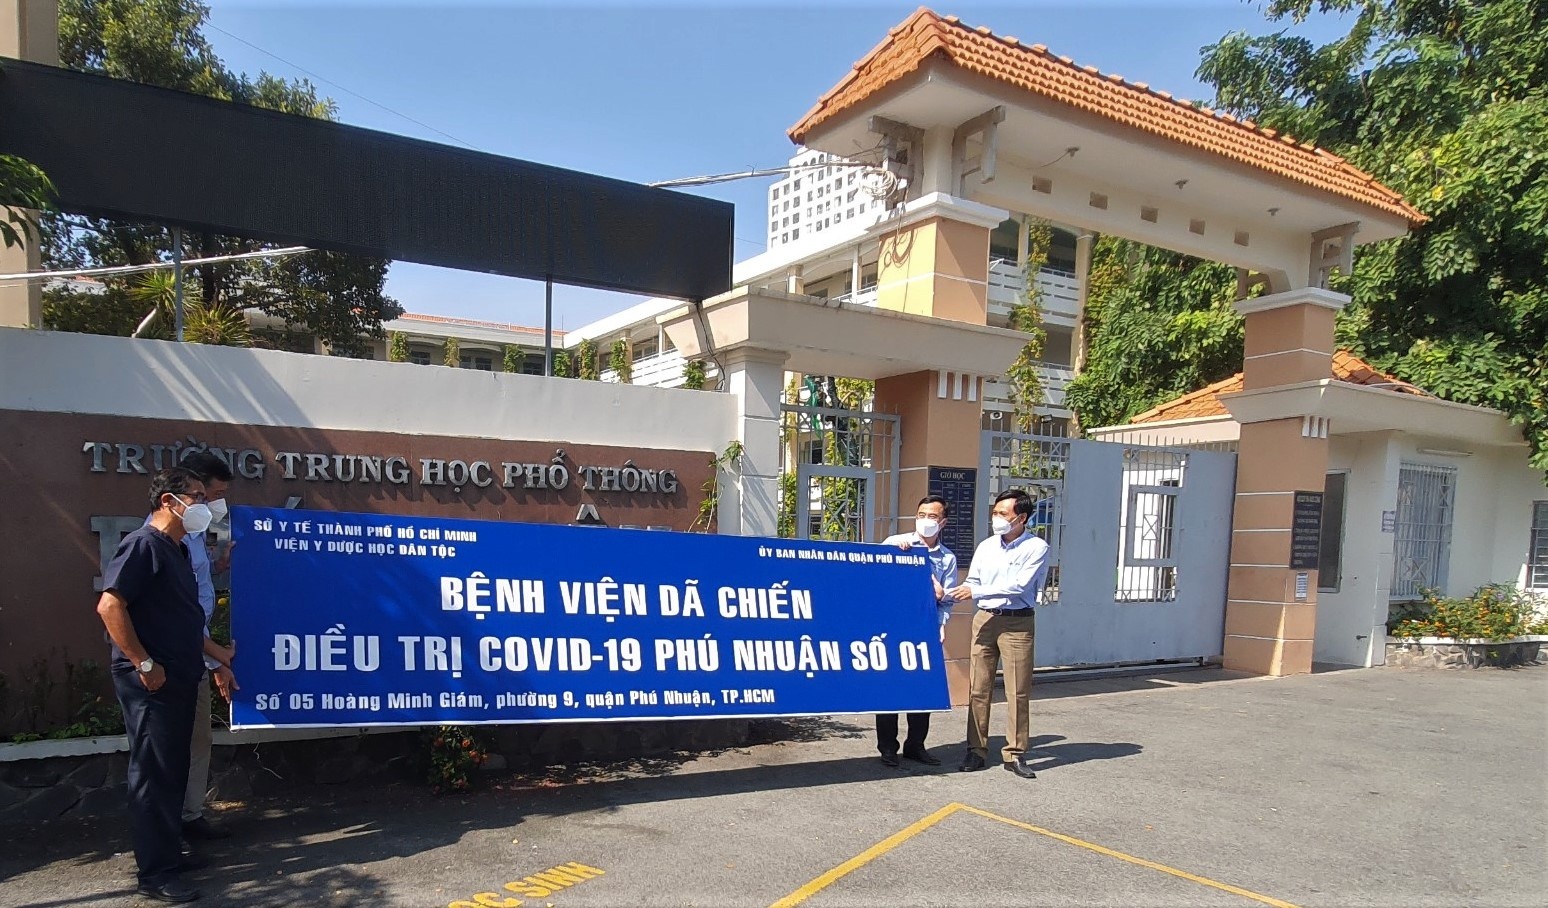 TRƯỜNG TRUNG HỌC PHỔ THÔNG
SỞ Y TẾ THÀNH PHỐ HỒ CHÍ MINH
VIỆN Y DƯỢC HỌC DÂN TỘC
ỦY BAN NHÂN DÂN QUẬN PHÚ NHUẬN
BỆNH VIỆN DÃ CHIẾN
ĐIỀU TRỊ COVID-19 PHÚ NHUẬN SỐ 01
Số 05 Hoàng Minh Giám, phường 9, quận Phú Nhuận, TP.HCM
GIỜ HỌC
ỌC SINH